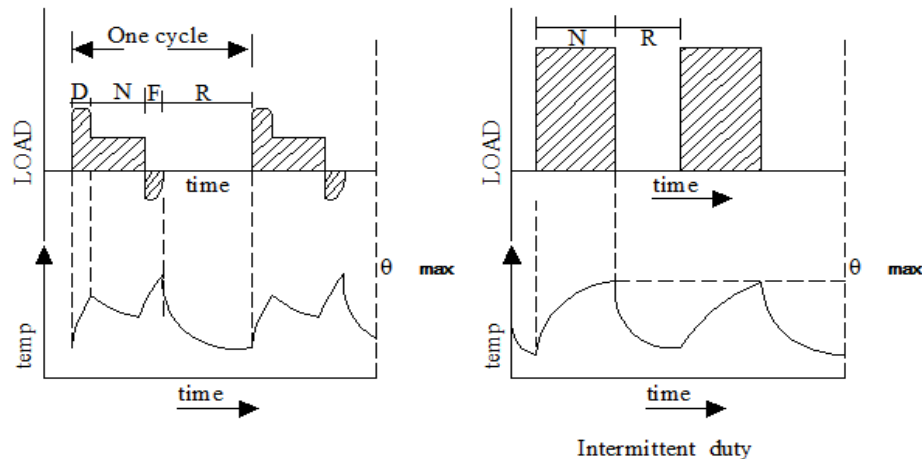 One cycle
D N F R
LOAD
time
θ max
temp
time
N R
LOAD
time
θ max
temp
time
Intermittent duty